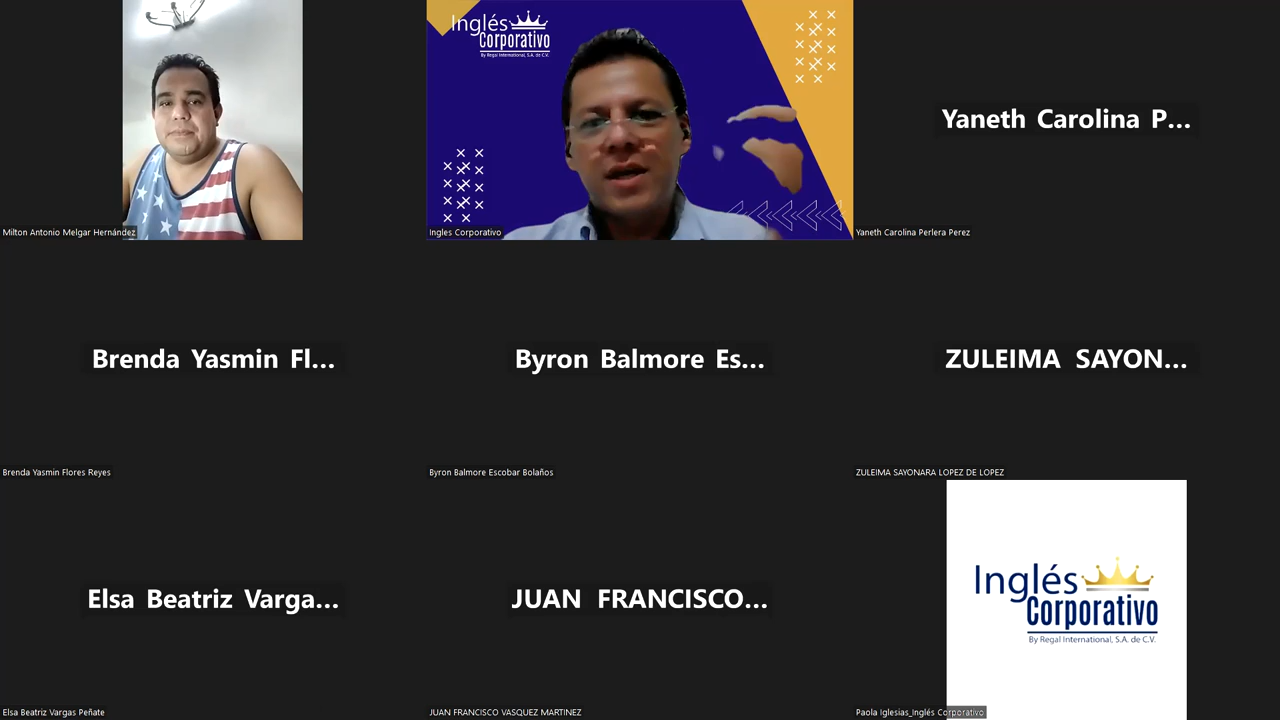 Milton Antonio Melgar Hernández
Inglés
Corporativo
By Regal International, S.A. de C.V.
Ingles Corporativo
Yaneth Carolina P...
Yaneth Carolina Perlera Perez
Brenda Yasmin Fl...
Brenda Yasmin Flores Reyes
Byron Balmore Es...
Byron Balmore Escobar Bolaños
ZULEIMA SAYON...
ZULEIMA SAYONARA LOPEZ DE LOPEZ
Elsa Beatriz Varga...
Elsa Beatriz Vargas Peñate
JUAN FRANCISCO...
JUAN FRANCISCO VASQUEZ MARTINEZ
Inglés
Corporativo
By Regal International, S.A. de C.V.
Paola Iglesias_Inglés Corporativo